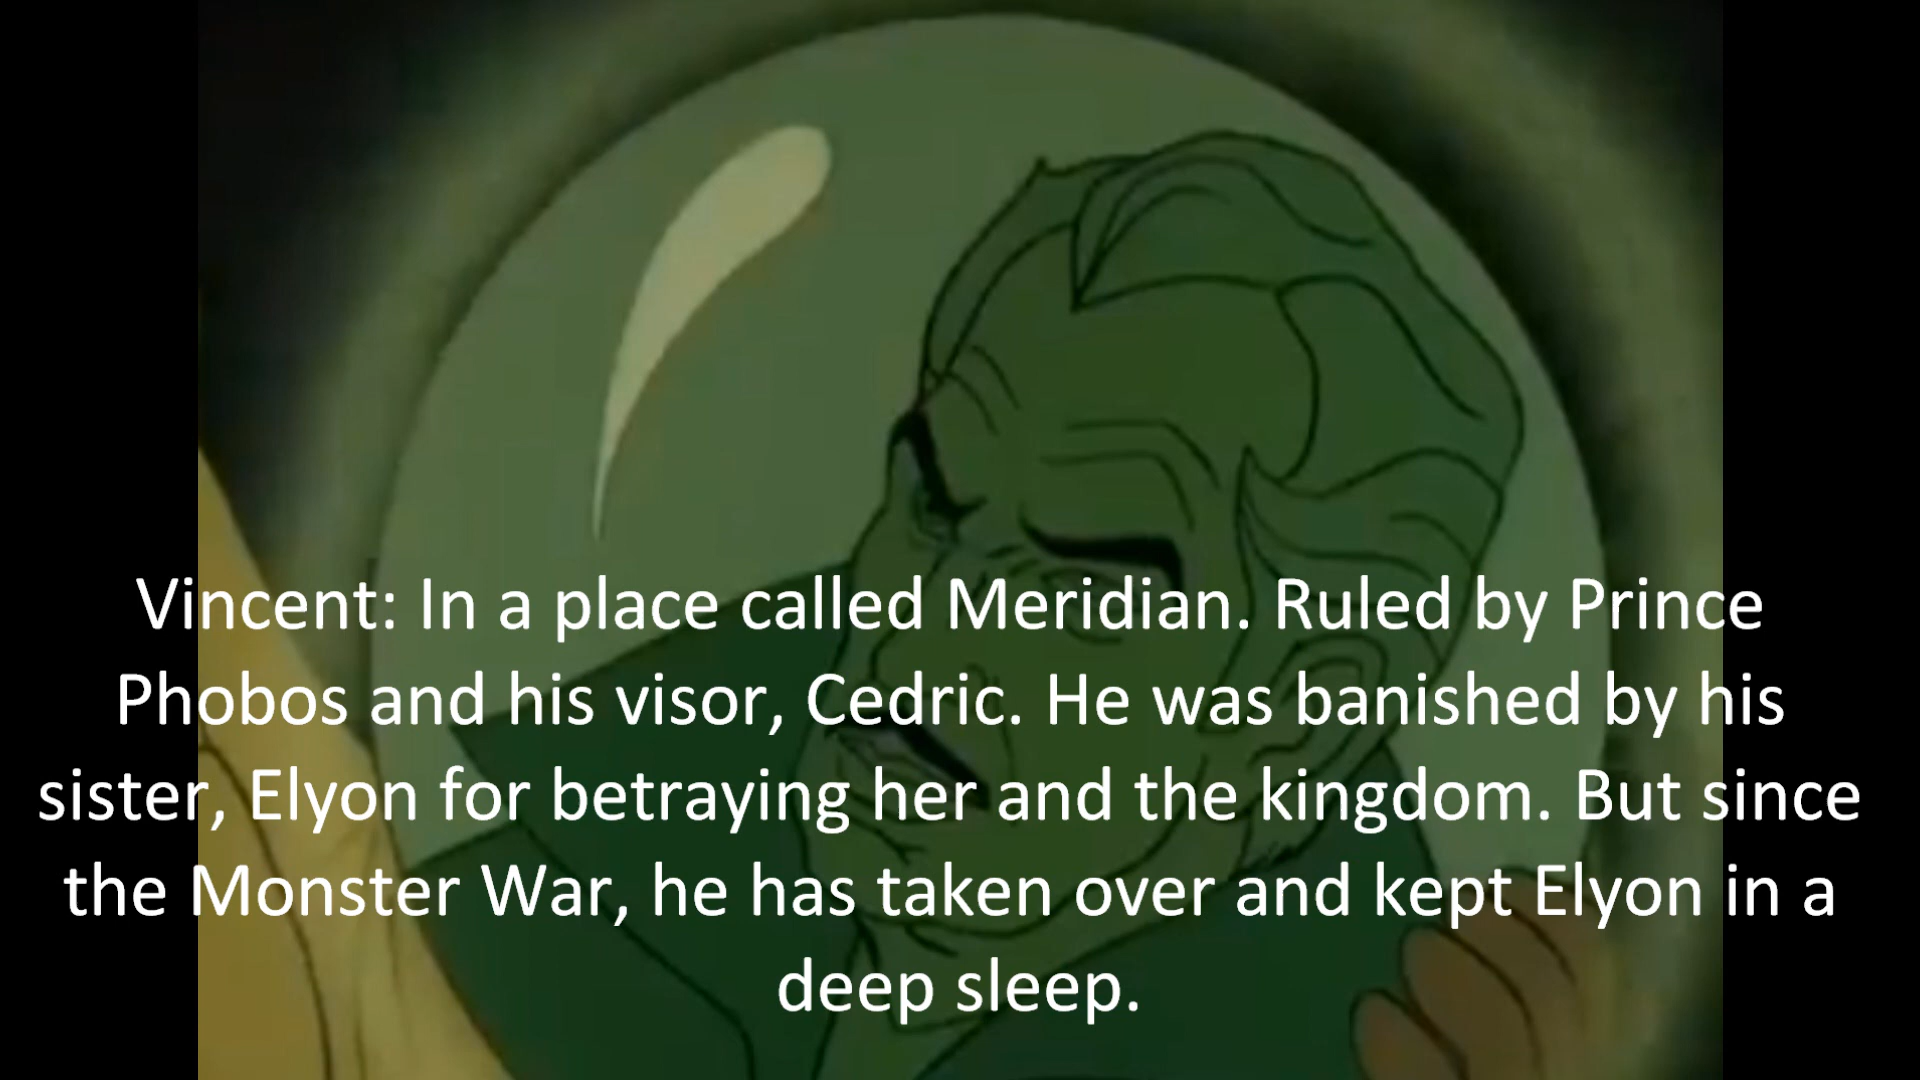 Vincent: In a place called Meridian. Ruled by Prince
Phobos and his visor, Cedric. He was banished by his
sister, Elyon for betraying her and the kingdom. But since
the Monster War, he has taken over and kept Elyon in a
deep sleep.